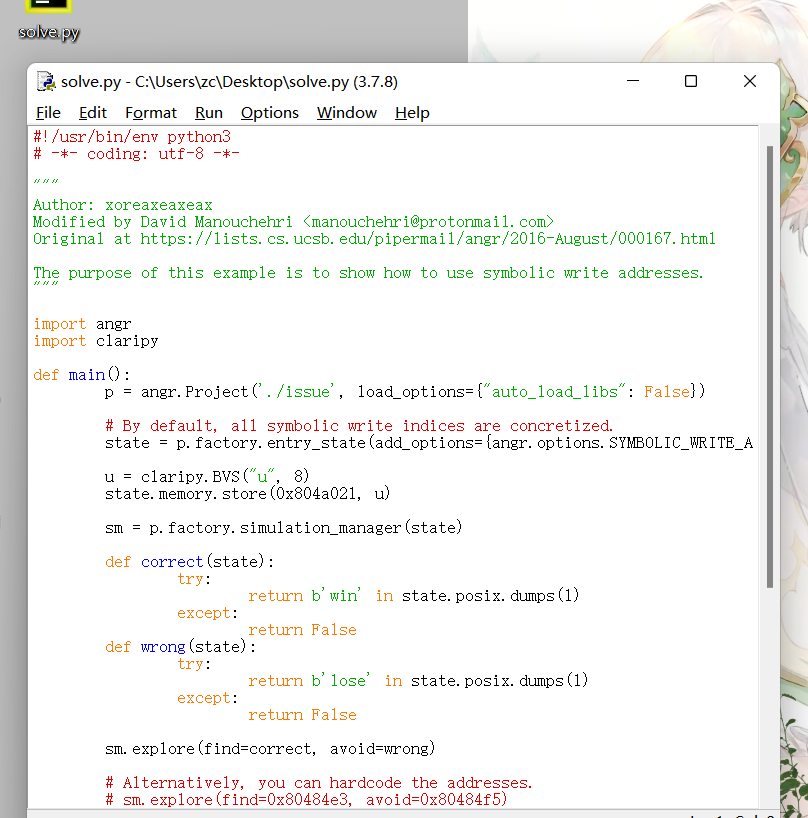 solve.py
solve.py - C:\Users\zc\Desktop\solve.py (3.7.8)
File Edit Format Run Options Window Help
#!/usr/bin/env python3
# -*- coding: utf-8 -*-
"""
Author: xoreaxeaxeax
Modified by David Manouchehri <manouchehri@protonmail.com>
Original at https://lists.cs.ucsb.edu/pipermail/angr/2016-August/000167.html
The purpose of this example is to show how to use symbolic write addresses.
"""
import angr
import claripy
def main():
p = angr.Project('./issue', load_options={"auto_load_libs": False})
# By default, all symbolic write indices are concretized.
state = p.factory.entry_state(add_options={angr.options.SYMBOLIC_WRITE_A
u = claripy.BVS("u", 8)
state.memory.store(0x804a021, u)
sm = p.factory.simulation_manager(state)
def correct(state):
try:
return b'win' in state.posix.dumps(1)
except:
return False
def wrong(state):
try:
return b'lose' in state.posix.dumps(1)
except:
return False
sm.explore(find=correct, avoid=wrong)
# Alternatively, you can hardcode the addresses.
# sm.explore(find=0x80484e3, avoid=0x80484f5)